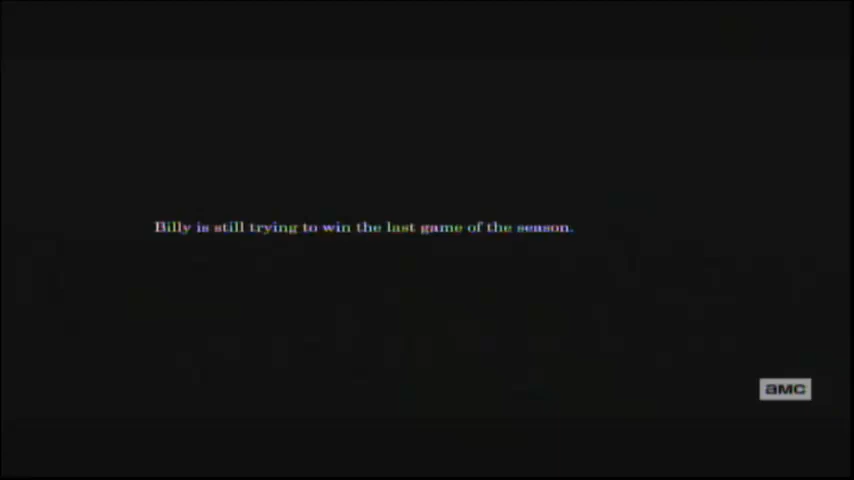 Billy is still trying to win the last game of the season.
amc